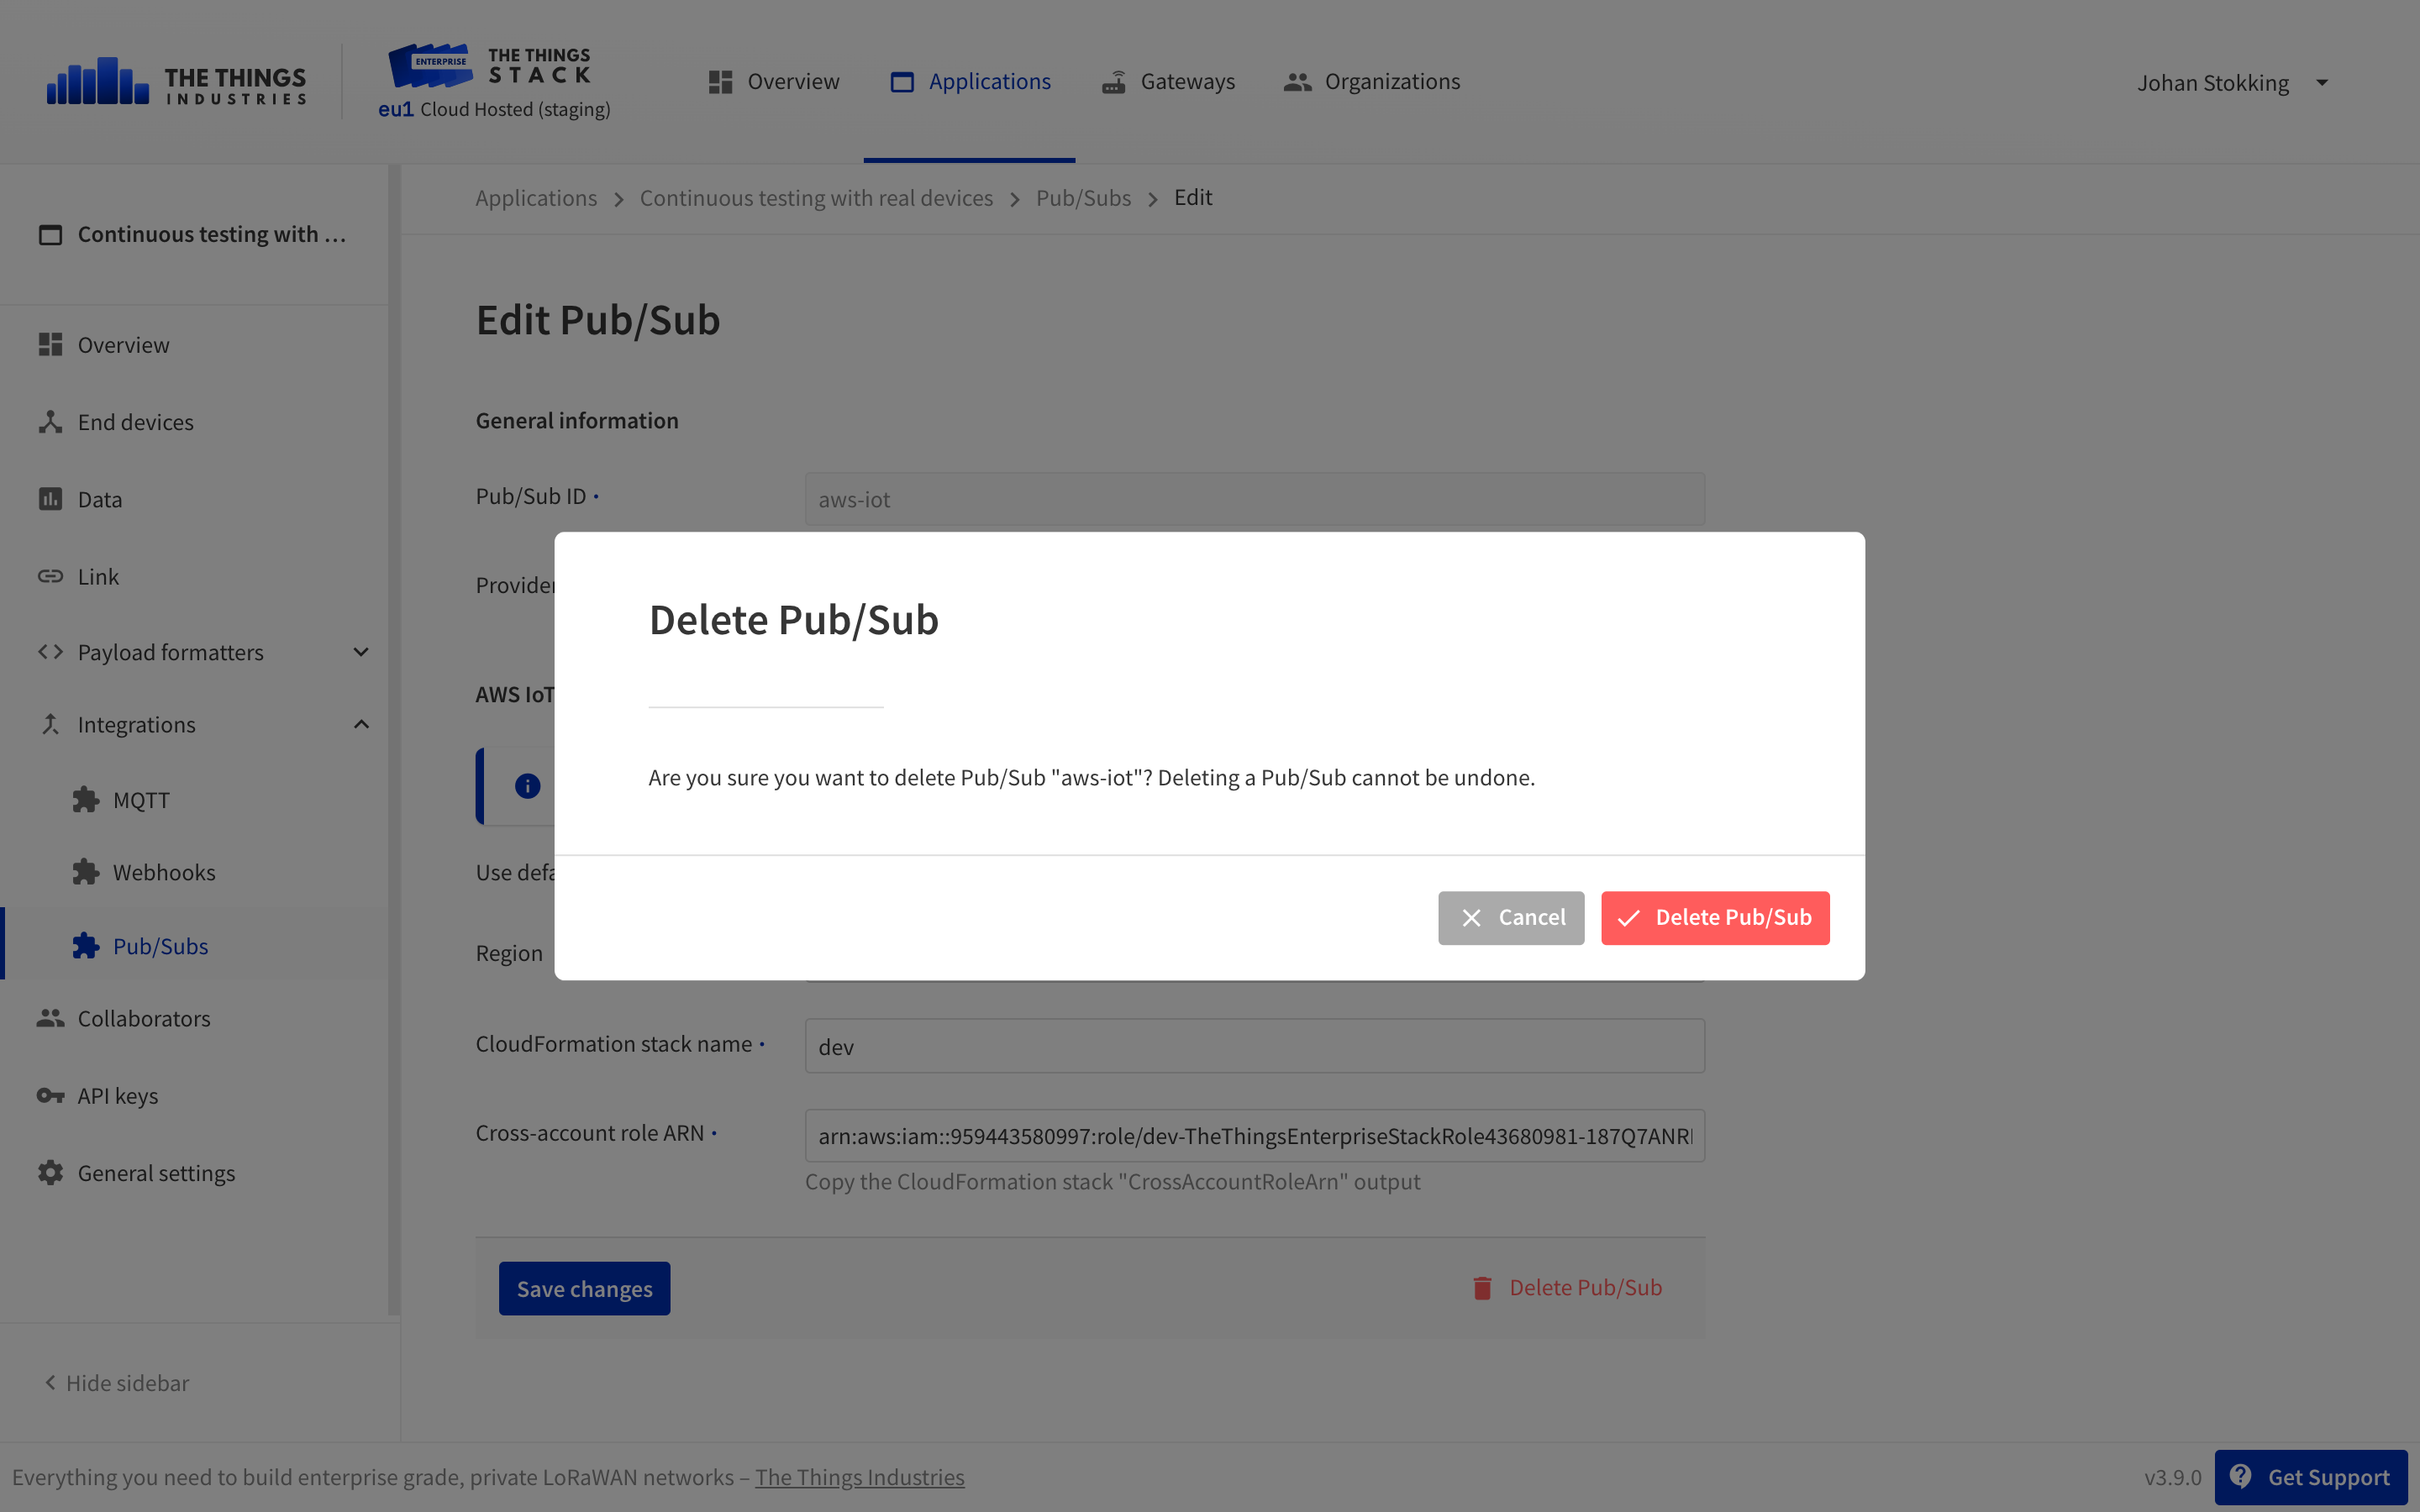 THE THINGS
INDUSTRIES
ENTERPRISE
THE THINGS
STACK
eu1 Cloud Hosted (staging)
Overview
Applications
Gateways
Organizations
Johan Stokking
Continuous testing with ...
Overview
End devices
Data
Link
Payload formatters
Integrations
MQTT
Webhooks
Pub/Subs
Collaborators
API keys
General settings
Hide sidebar
Applications > Continuous testing with real devices > Pub/Subs > Edit
Edit Pub/Sub
General information
Pub/Sub ID •
aws-iot
Provider
AWS IoT
Use
Region
Delete Pub/Sub
Are you sure you want to delete Pub/Sub "aws-iot"? Deleting a Pub/Sub cannot be undone.
Cancel
Delete Pub/Sub
CloudFormation stack name •
dev
Cross-account role ARN •
arn:aws:iam::959443580997:role/dev-TheThingsEnterpriseStackRole43680981-187Q7ANR
Copy the CloudFormation stack "CrossAccountRoleArn" output
Save changes
Delete Pub/Sub
Everything you need to build enterprise grade, private LoRaWAN networks – The Things Industries
v3.9.0
Get Support